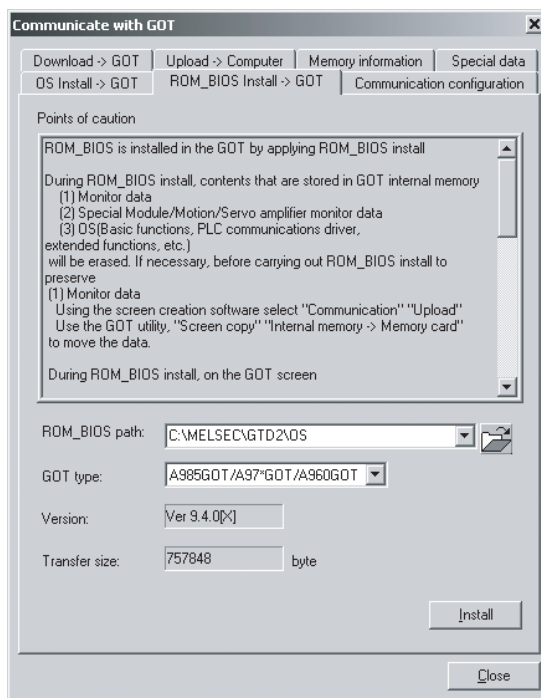 Communicate with GOT
Download -> GOT
Upload -> Computer
Memory information
Special data
OS Install -> GOT
ROM_BIOS Install -> GOT
Communication configuration
Points of caution
ROM_BIOS is installed in the GOT by applying ROM_BIOS install
During ROM_BIOS install, contents that are stored in GOT internal memory
(1) Monitor data
(2) Special Module/Motion/Servo amplifier monitor data
(3) OS(Basic functions, PLC communications driver,
extended functions, etc.)
will be erased. If necessary, before carrying out ROM_BIOS install to
preserve
(1) Monitor data
Using the screen creation software select "Communication" "Upload"
Use the GOT utility, "Screen copy" "Internal memory -> Memory card"
to move the data.
During ROM_BIOS install, on the GOT screen
ROM_BIOS path:
C:\MELSEC\GTD2\OS
GOT type:
A985GOT/A97*GOT/A960GOT
Version:
Ver 9.4.0[X]
Transfer size:
757848
byte
Install
Close